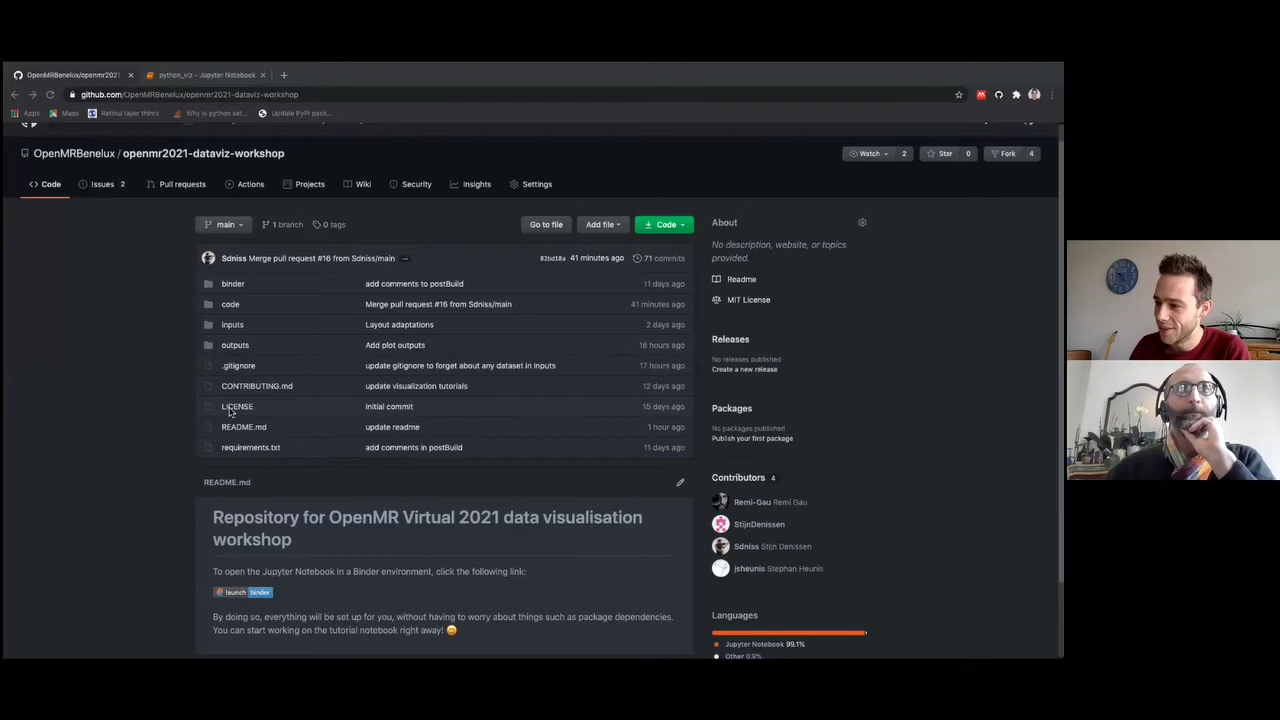 OpenMRBenelux/openmr2021
python_viz - Jupyter Notebook
github.com/OpenMRBenelux/openmr2021-dataviz-workshop
Apps Maps Retinal layer thinni... Why is python set... Update PyPi pack...
OpenMRBenelux / openmr2021-dataviz-workshop
Watch 2 Star 0 Fork 4
Code Issues 2 Pull requests Actions Projects Wiki Security Insights Settings
main 1 branch 0 tags Go to file Add file Code
Sdniss Merge pull request #16 from Sdniss/main 82bd18a 41 minutes ago 71 commits
binder add comments to postBuild 11 days ago
code Merge pull request #16 from Sdniss/main 41 minutes ago
inputs Layout adaptations 2 days ago
outputs Add plot outputs 18 hours ago
.gitignore update gitignore to forget about any dataset in inputs 17 hours ago
CONTRIBUTING.md update visualization tutorials 12 days ago
LICENSE Initial commit 15 days ago
README.md update readme 1 hour ago
requirements.txt add comments in postBuild 11 days ago
README.md
Repository for OpenMR Virtual 2021 data visualisation
workshop
To open the Jupyter Notebook in a Binder environment, click the following link:
launch binder
By doing so, everything will be set up for you, without having to worry about things such as package dependencies.
You can start working on the tutorial notebook right away! 😄
About
No description, website, or topics
provided.
Readme
MIT License
Releases
No releases published
Create a new release
Packages
No packages published
Publish your first package
Contributors 4
Remi-Gau Remi Gau
StijnDenissen
Sdniss Stijn Denissen
jsheunis Stephan Heunis
Languages
Jupyter Notebook 99.1%
Other 0.9%